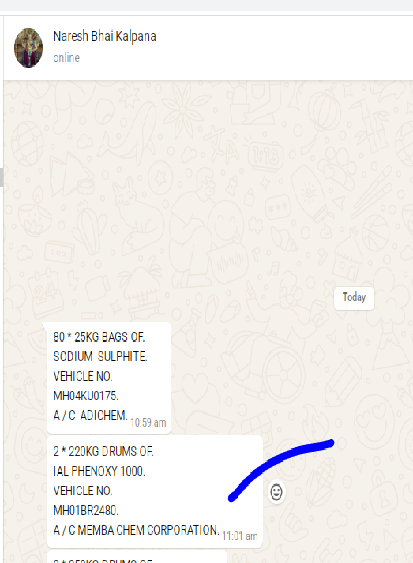 Naresh Bhai Kalpana
online
Today
80 * 25KG BAGS OF.
SODIUM SULPHITE.
VEHICLE NO.
MH04KU0175.
A / C ADICHEM. 10:59 am
2 * 220KG DRUMS OF.
IAL PHENOXY 1000.
VEHICLE NO.
MH01BR2480.
A / C MEMBA CHEM CORPORATION. 11:01 am